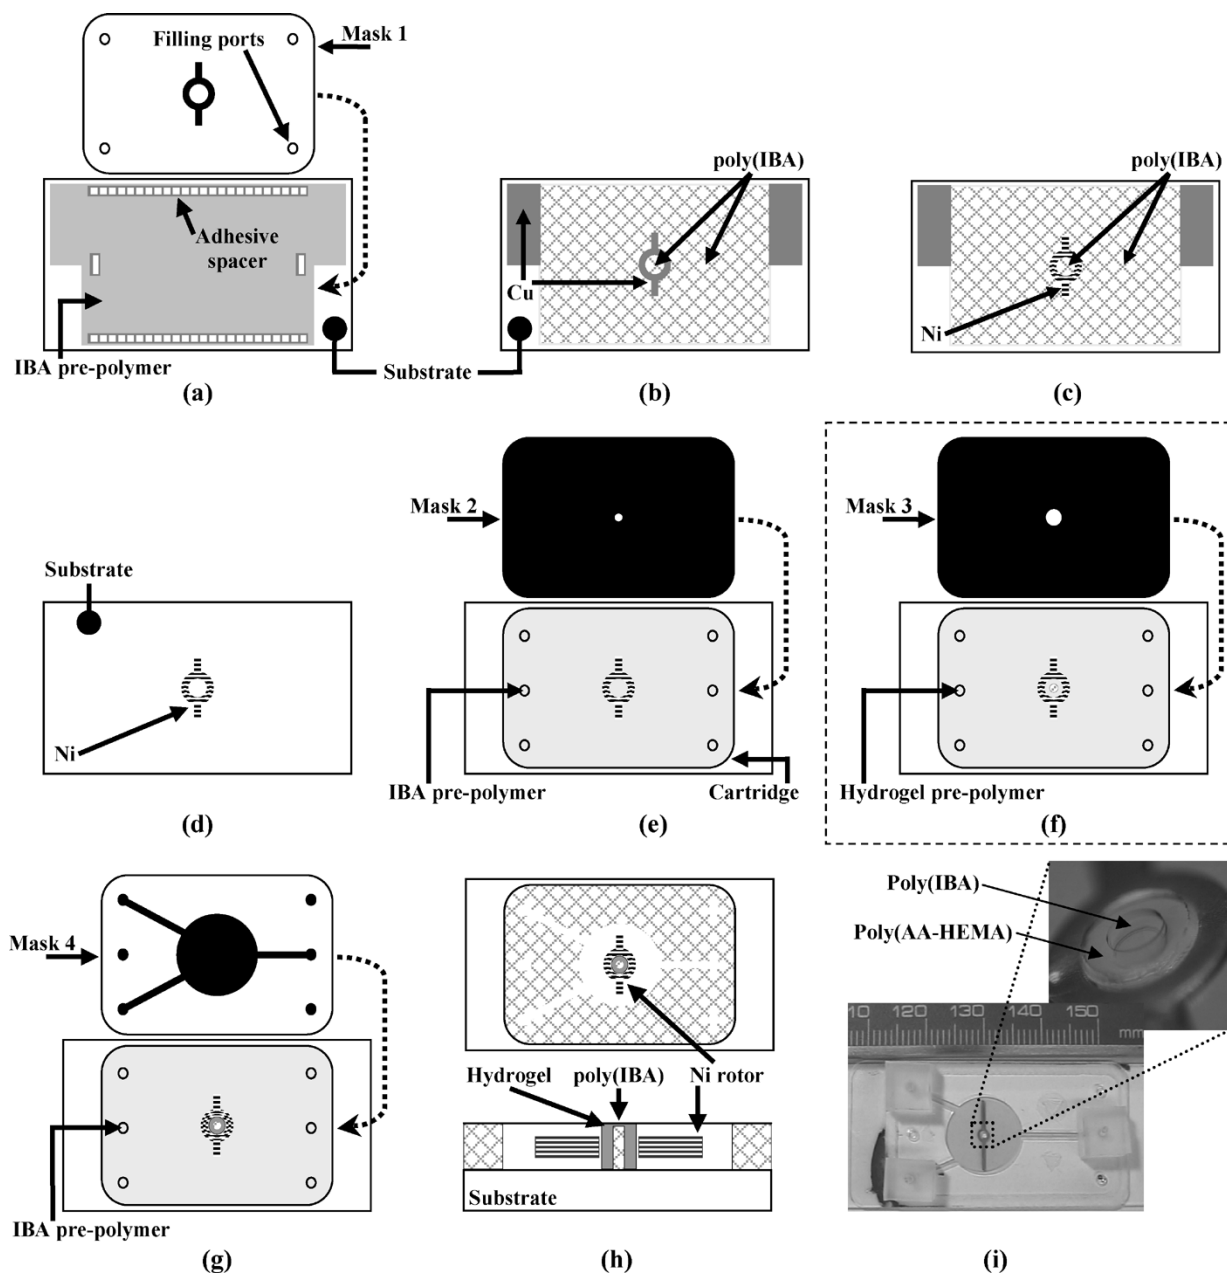 Filling ports
Mask 1
Adhesive
spacer
IBA pre-polymer
Substrate
(a)
poly(IBA)
Cu
(b)
poly(IBA)
Ni
(c)
Substrate
Ni
(d)
Mask 2
IBA pre-polymer
Cartridge
(e)
Mask 3
Hydrogel pre-polymer
(f)
Mask 4
IBA pre-polymer
(g)
Hydrogel
poly(IBA)
Ni rotor
Substrate
(h)
Poly(IBA)
Poly(AA-HEMA)
10 120 130 140 150
mm
(i)